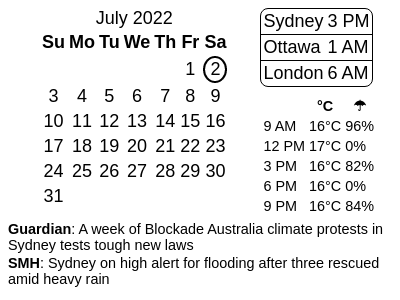 July 2022
Su Mo Tu We Th Fr Sa
1 2
3 4 5 6 7 8 9
10 11 12 13 14 15 16
17 18 19 20 21 22 23
24 25 26 27 28 29 30
31
Sydney 3 PM
Ottawa 1 AM
London 6 AM
°C ☂
9 AM 16°C 96%
12 PM 17°C 0%
3 PM 16°C 82%
6 PM 16°C 0%
9 PM 16°C 84%
Guardian: A week of Blockade Australia climate protests in
Sydney tests tough new laws
SMH: Sydney on high alert for flooding after three rescued
amid heavy rain